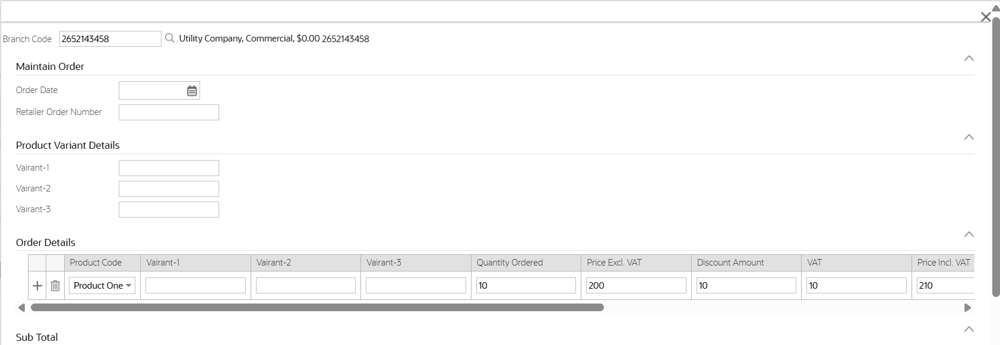 Branch Code 2652143458 Utility Company, Commercial, $0.00 2652143458
Maintain Order
Order Date
Retailer Order Number
Product Variant Details
Vairant-1
Vairant-2
Vairant-3
Order Details
Product Code Vairant-1 Vairant-2 Vairant-3 Quantity Ordered Price Excl. VAT Discount Amount VAT Price Incl. VAT
Product One 10 200 10 10 210
Sub Total